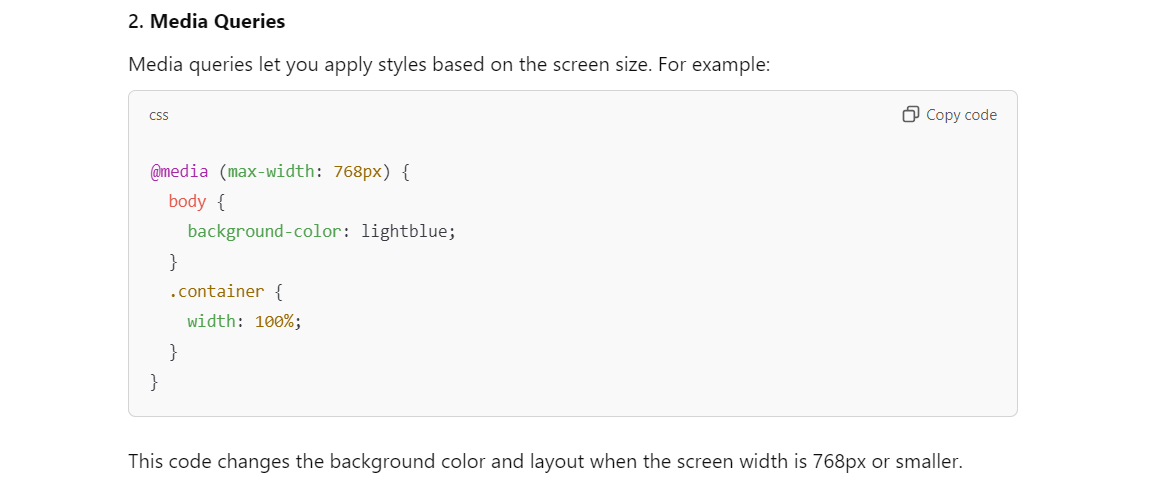 2. Media Queries
Media queries let you apply styles based on the screen size. For example:
css
Copy code
@media (max-width: 768px) {
  body {
    background-color: lightblue;
  }
  .container {
    width: 100%;
  }
}
This code changes the background color and layout when the screen width is 768px or smaller.